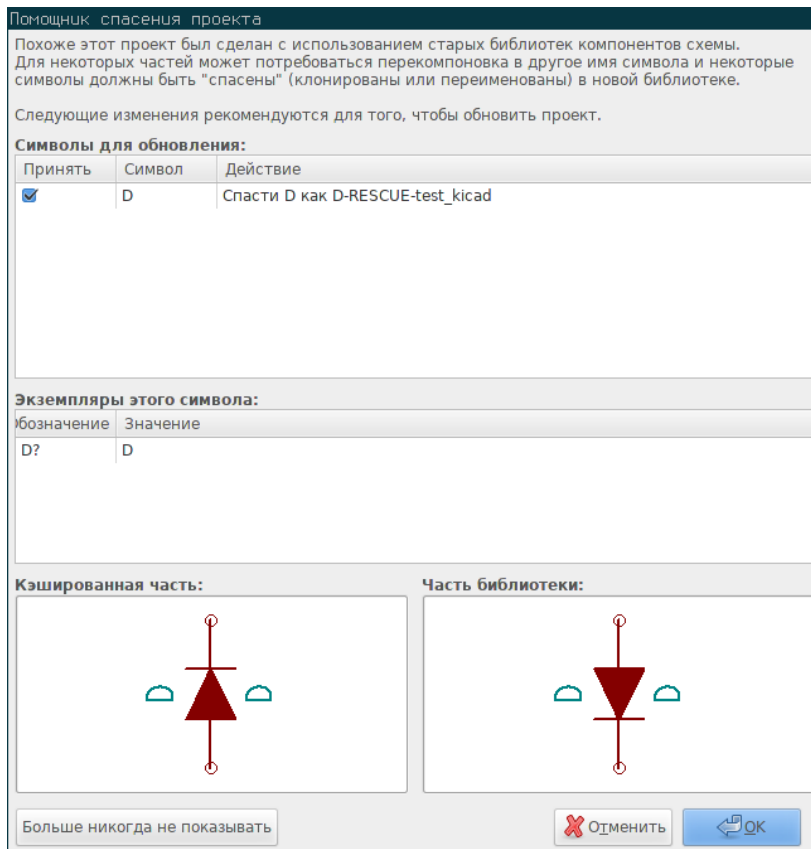 Помощник спасения проекта
Похоже этот проект был сделан с использованием старых библиотек компонентов схемы.
Для некоторых частей может потребоваться перекомпоновка в другое имя символа и некоторые
символы должны быть "спасены" (клонированы или переименованы) в новой библиотеке.
Следующие изменения рекомендуются для того, чтобы обновить проект.
Символы для обновления:
Принять Символ Действие
D Спасти D как D-RESCUE-test_kicad
Экземпляры этого символа:
Обозначение Значение
D? D
Кэшированная часть: Часть библиотеки:
D D D D
Больше никогда не показывать Отменить OK